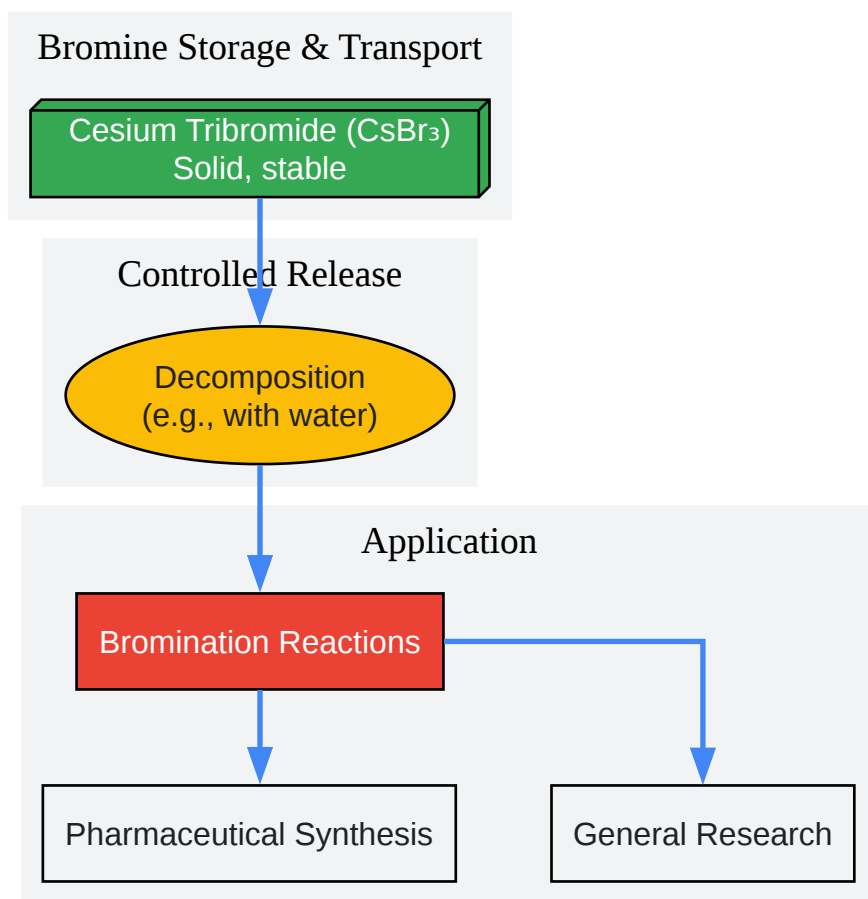 Bromine Storage & Transport
Cesium Tribromide (CsBr₃)
Solid, stable
Controlled Release
Decomposition
(e.g., with water)
Application
Bromination Reactions
Pharmaceutical Synthesis
General Research